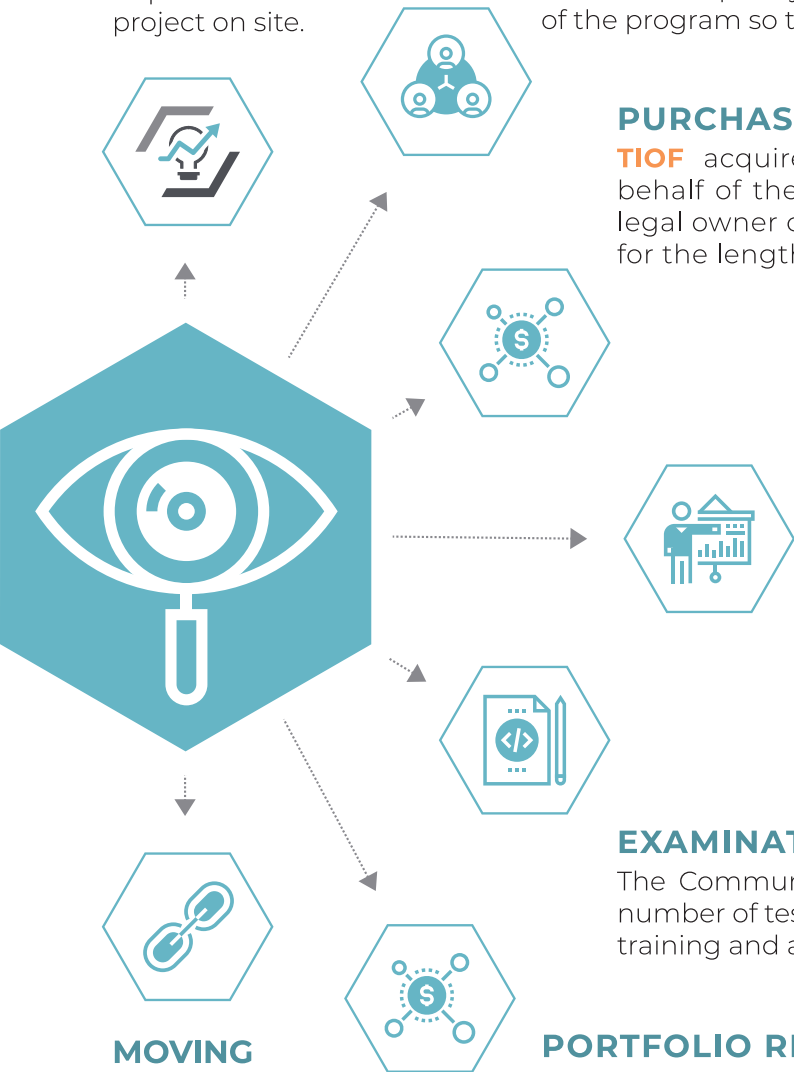 project on site.
of the program so t
PURCHAS
TIOF acquire
behalf of the
legal owner o
for the length
$
</>
EXAMINAT
The Commun
number of tes
training and a
$
MOVING
PORTFOLIO R